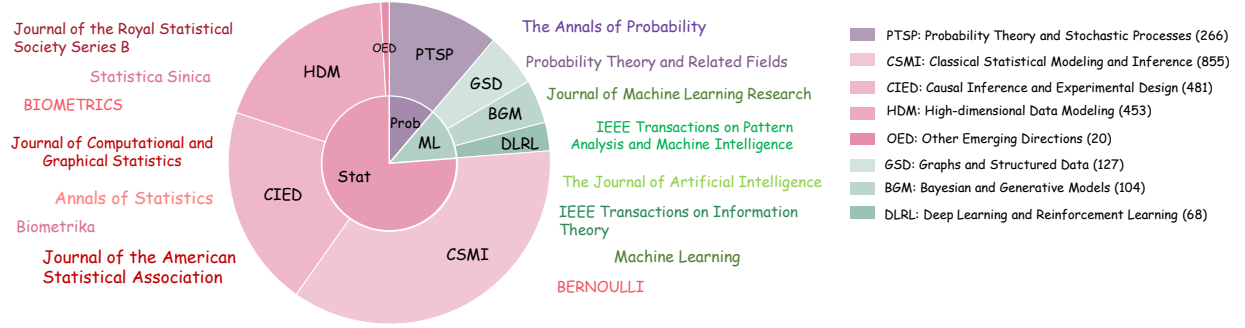 Journal of the Royal Statistical
Society Series B
Statistica Sinica
BIOMETRICS
Journal of Computational and
Graphical Statistics
Annals of Statistics
Biometrika
Journal of the American
Statistical Association
OED
PTSP
HDM
GSD
BGM
Prob
ML
DLRL
Stat
CIED
CSMI
The Annals of Probability
Probability Theory and Related Fields
Journal of Machine Learning Research
IEEE Transactions on Pattern
Analysis and Machine Intelligence
The Journal of Artificial Intelligence
IEEE Transactions on Information
Theory
Machine Learning
BERNOULLI
PTSP: Probability Theory and Stochastic Processes (266)
CSMI: Classical Statistical Modeling and Inference (855)
CIED: Causal Inference and Experimental Design (481)
HDM: High-dimensional Data Modeling (453)
OED: Other Emerging Directions (20)
GSD: Graphs and Structured Data (127)
BGM: Bayesian and Generative Models (104)
DLRL: Deep Learning and Reinforcement Learning (68)